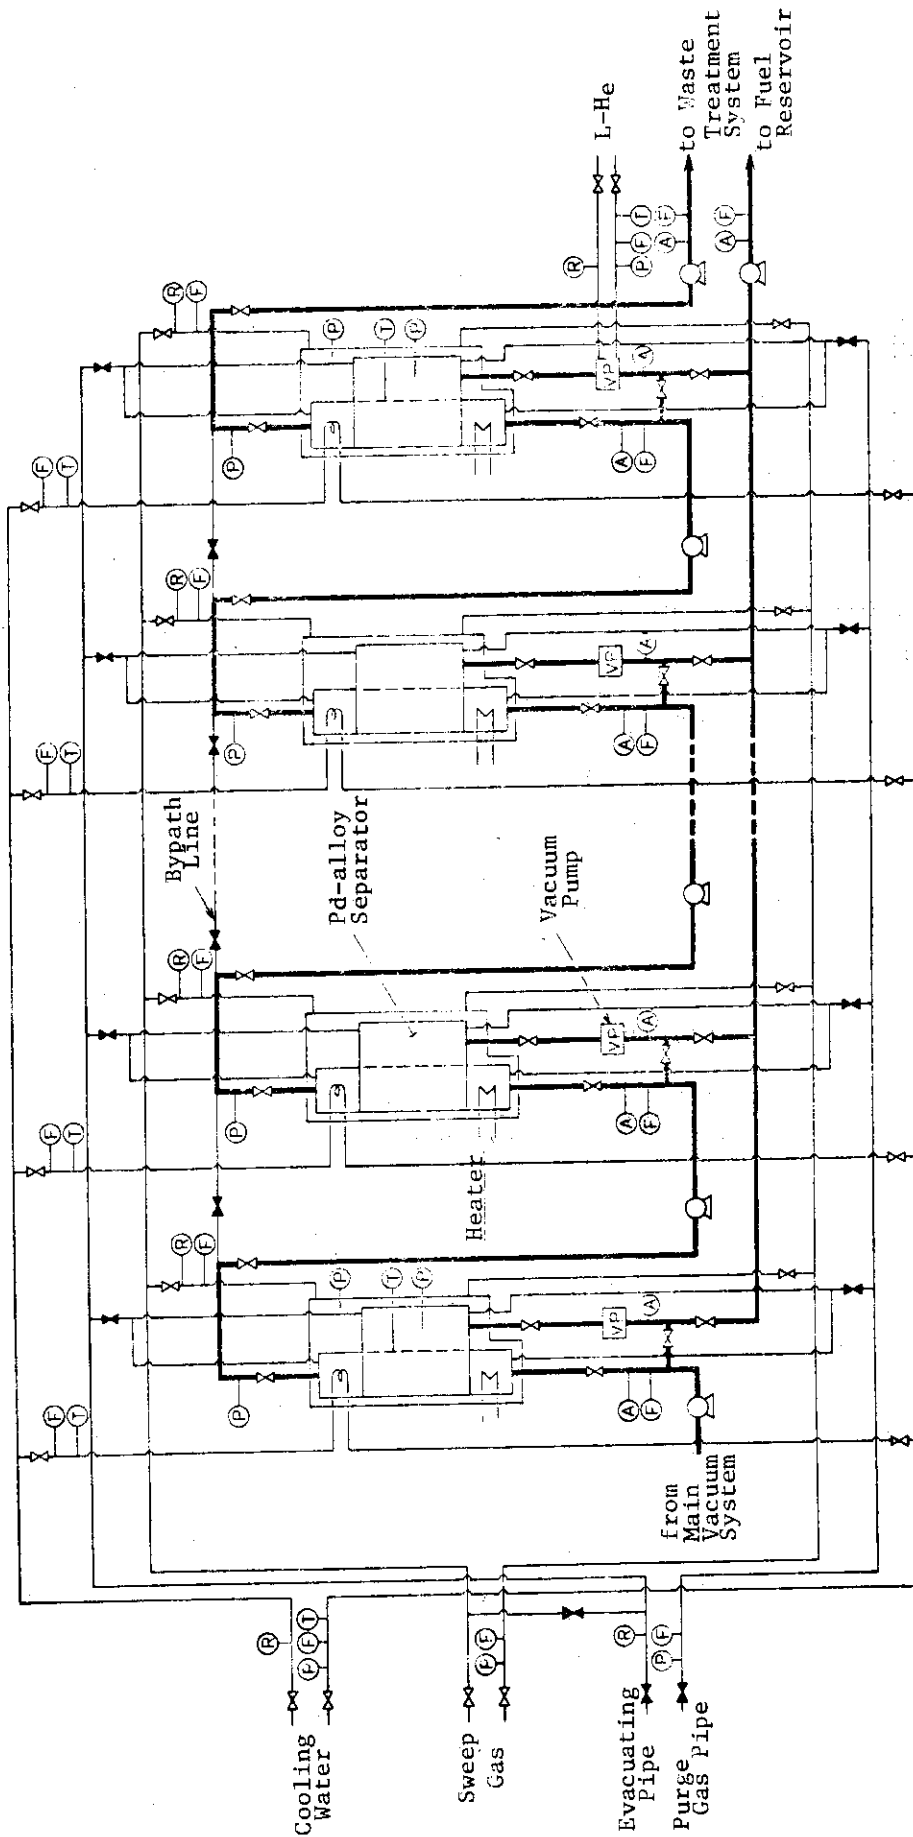 to Waste
Treatment
System
to Fuel
Reservoir
L-He
R
F
P
T
P
R
P
F
T
A
F
A
F
VP
A
A
F
P
F
T
R
F
VP
A
A
F
P
F
T
Bypath
Line
Pd-alloy
Separator
Vacuum
Pump
R
F
VP
A
A
F
P
F
T
Heater
R
F
P
T
P
VP
A
A
F
P
F
T
from
Main
Vacuum
System
R
P
F
T
Cooling
Water
P
F
Sweep
Gas
R
Evacuating
Pipe
P
F
Purge
Gas Pipe